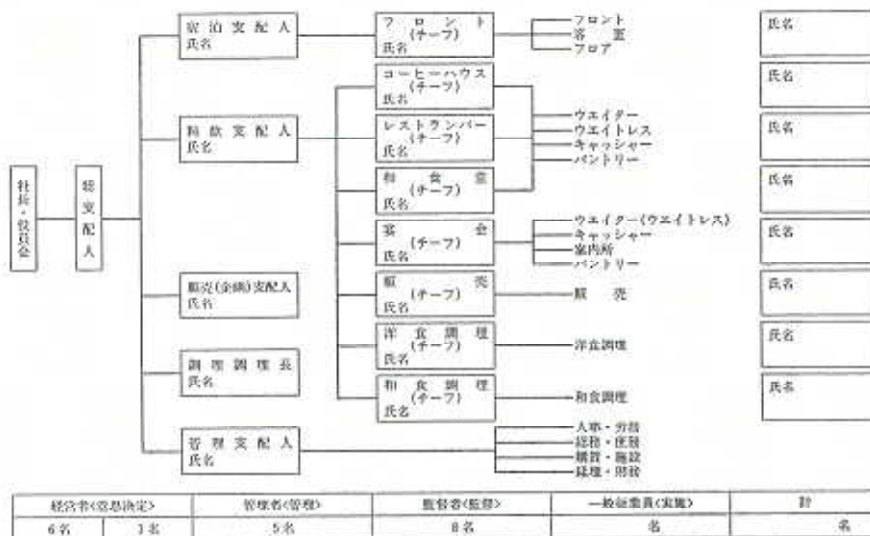 社長・役員会
総支配人
宿泊支配人
氏名
料飲支配人
氏名
販売(企画)支配人
氏名
調理調理長
氏名
管理支配人
氏名
フロント
(チーフ)
氏名
コーヒーハウス
(チーフ)
氏名
レストランバー
(チーフ)
氏名
和食堂
(チーフ)
氏名
宴会
(チーフ)
氏名
販売
(チーフ)
氏名
洋食調理
(チーフ)
氏名
和食調理
(チーフ)
氏名
フロント
客室
フロア
ウエイター
ウエイトレス
キャッシャー
パントリー
ウエイター(ウエイトレス)
キャッシャー
案内所
パントリー
販売
洋食調理
和食調理
人事・労務
総務・庶務
購買・施設
経理・財務
氏名
氏名
氏名
氏名
氏名
氏名
氏名
氏名
経営者<意思決定> 管理者<管理> 監督者<監督> 一般従業員<実施> 計
6名 1名 5名 8名 名 名